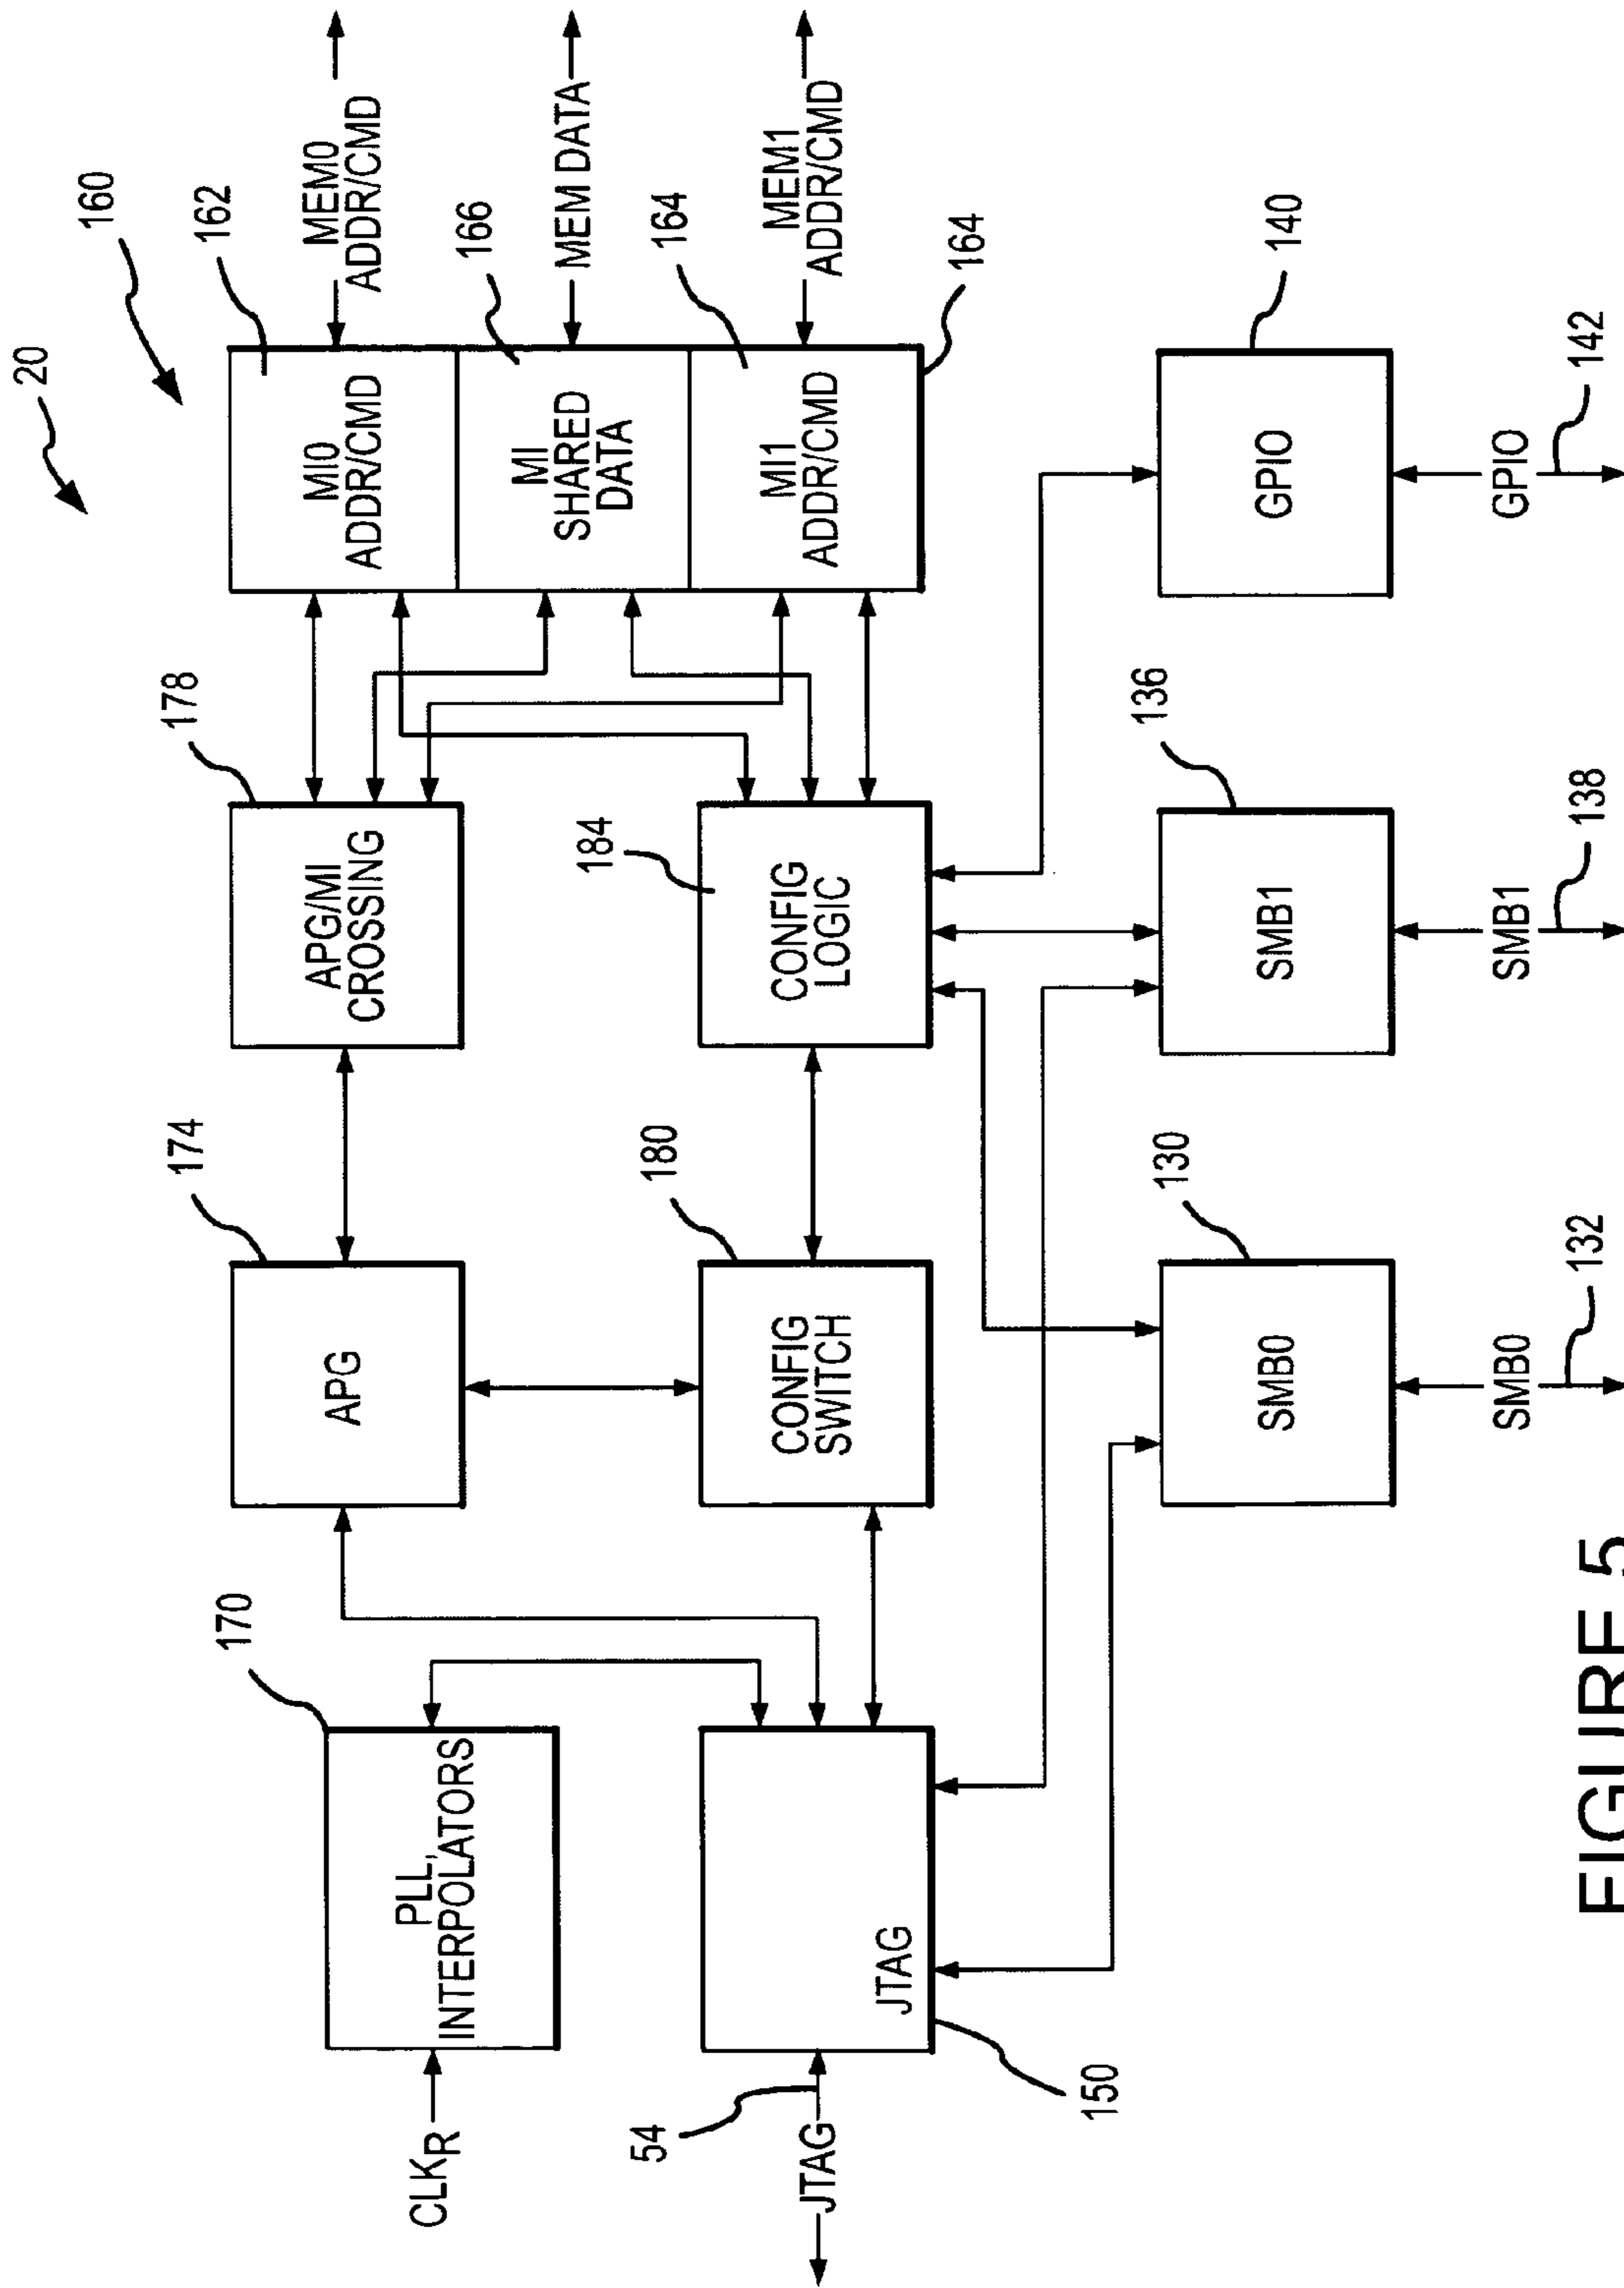 20
160
162
166
164
164
MEM0
ADDR/CMD
MEM DATA
MEM1
ADDR/CMD
MI0
ADDR/CMD
MI
SHARED
DATA
MI1
ADDR/CMD
170
174
178
PLL,
INTERPOLATORS
APG
APG/MI
CROSSING
CLKR
180
184
CONFIG
SWITCH
CONFIG
LOGIC
54
JTAG
JTAG
150
130
136
140
SMB0
SMB1
GPIO
SMB0
132
SMB1
138
GPIO
142
FIGURE 5